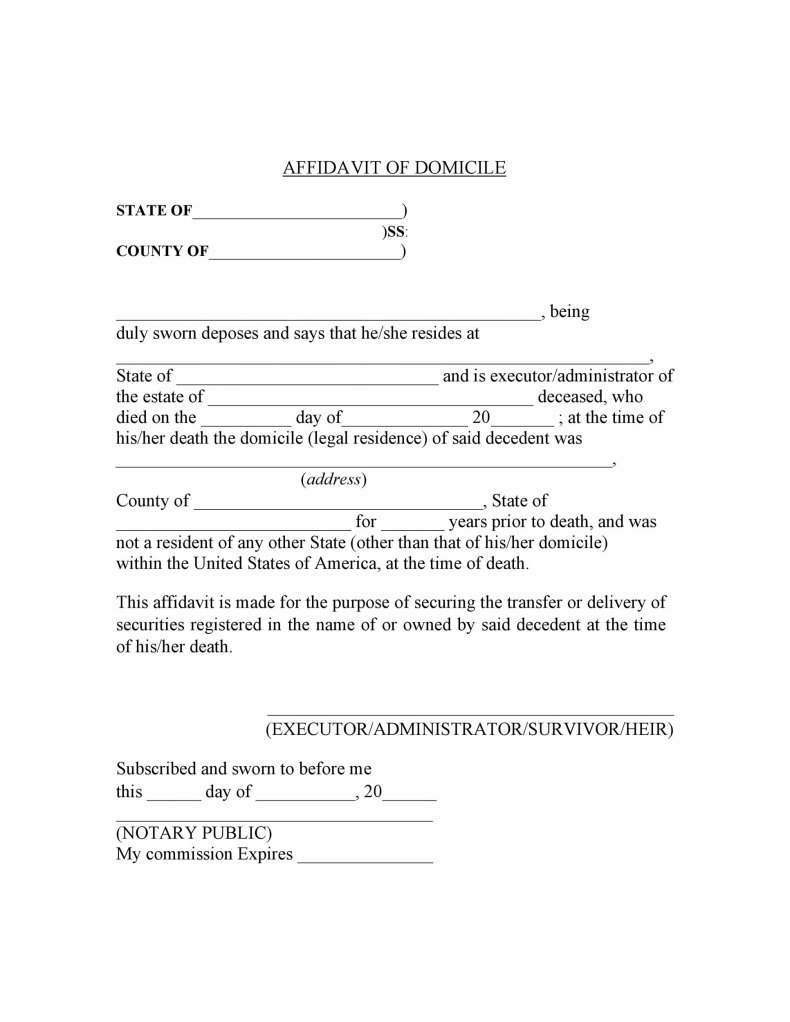 AFFIDAVIT OF DOMICILE
STATE OF__________________________)
)SS:
COUNTY OF________________________)
_______________________________________________, being
duly sworn deposes and says that he/she resides at
___________________________________________________________,
State of _____________________________ and is executor/administrator of
the estate of ____________________________________ deceased, who
died on the __________ day of______________ 20_______ ; at the time of
his/her death the domicile (legal residence) of said decedent was
_______________________________________________________,
(address)
County of ________________________________, State of
__________________________ for _______ years prior to death, and was
not a resident of any other State (other than that of his/her domicile)
within the United States of America, at the time of death.
This affidavit is made for the purpose of securing the transfer or delivery of
securities registered in the name of or owned by said decedent at the time
of his/her death.
_____________________________________________
(EXECUTOR/ADMINISTRATOR/SURVIVOR/HEIR)
Subscribed and sworn to before me
this ______ day of ___________, 20______
___________________________________
(NOTARY PUBLIC)
My commission Expires _______________